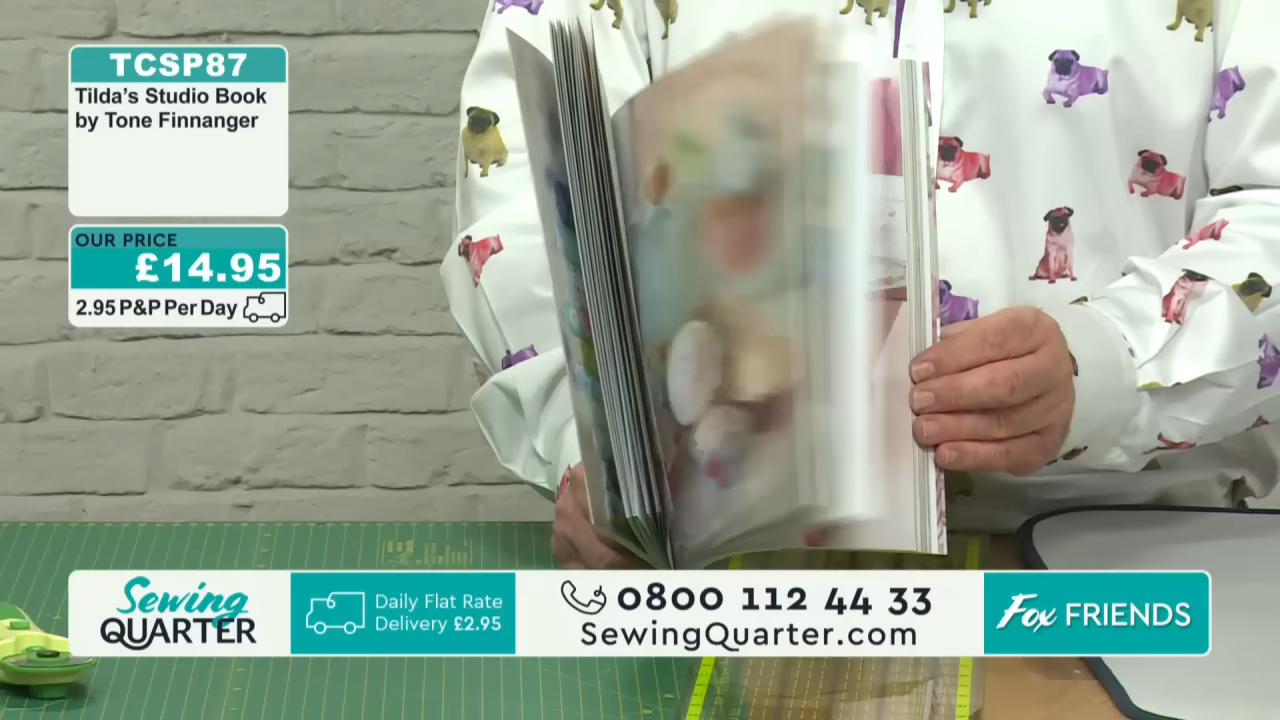 TCSP87
Tilda's Studio Book
by Tone Finnanger
OUR PRICE
£14.95
2.95 P&P Per Day
Sewing
QUARTER
Daily Flat Rate
Delivery £2.95
0800 112 44 33
SewingQuarter.com
Fox FRIENDS